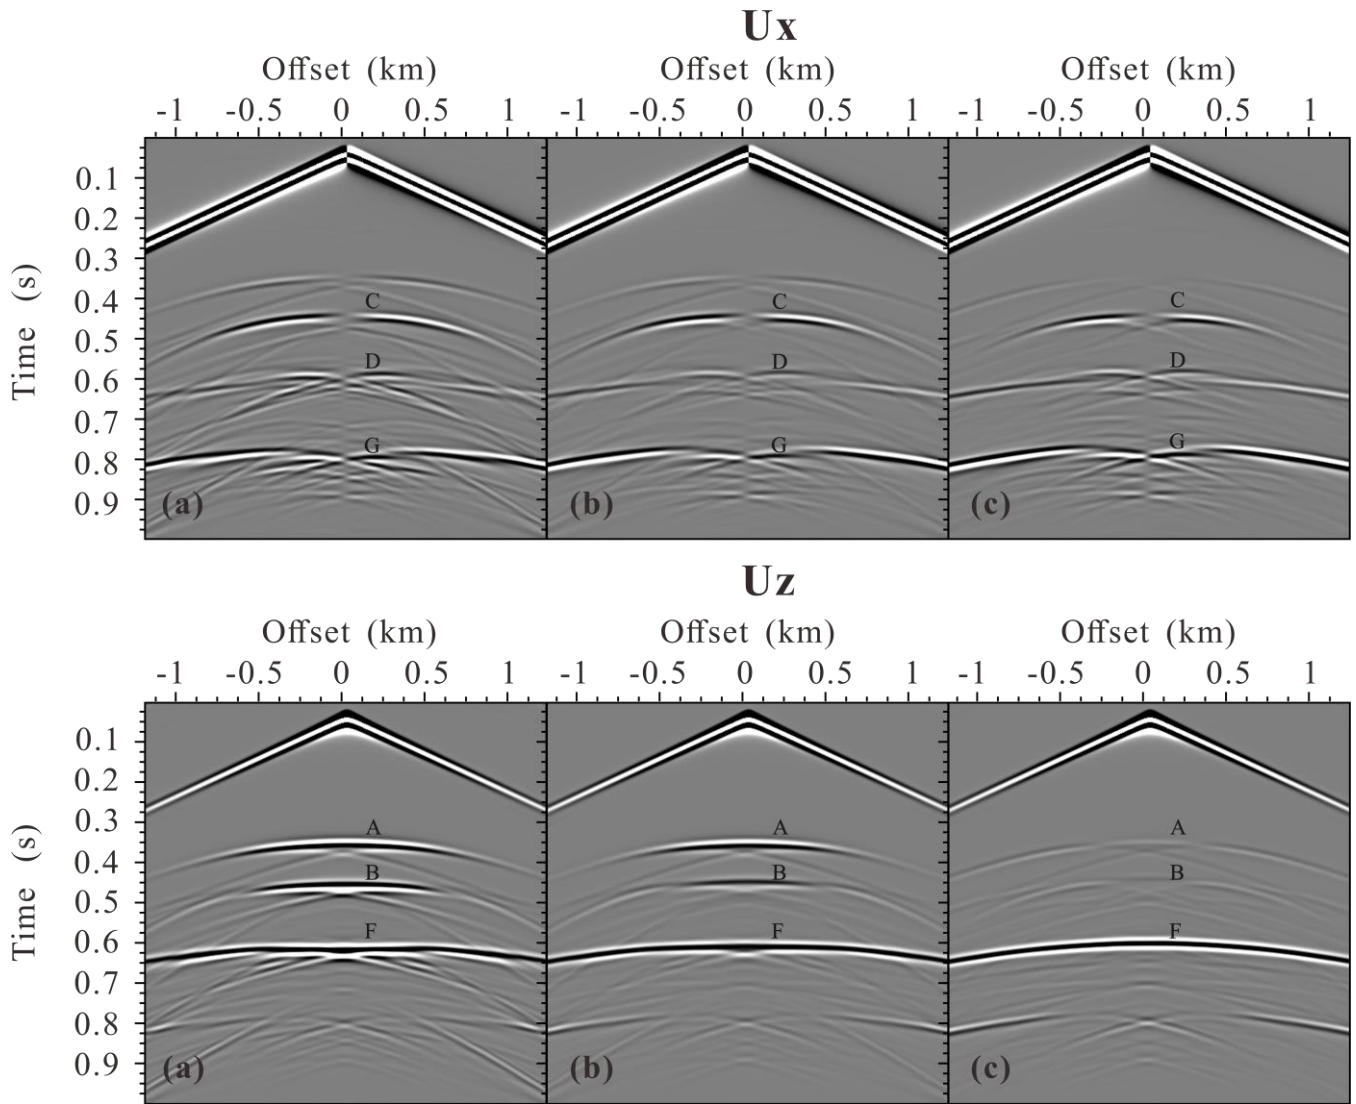 Ux
Offset (km) Offset (km) Offset (km)
-1 -0.5 0 0.5 1 -1 -0.5 0 0.5 1 -1 -0.5 0 0.5 1
Time (s)
0.1
0.2
0.3
0.4
0.5
0.6
0.7
0.8
0.9
C C C
D D D
G G G
(a) (b) (c)
Uz
Offset (km) Offset (km) Offset (km)
-1 -0.5 0 0.5 1 -1 -0.5 0 0.5 1 -1 -0.5 0 0.5 1
Time (s)
0.1
0.2
0.3
0.4
0.5
0.6
0.7
0.8
0.9
A A A
B B B
F F F
(a) (b) (c)